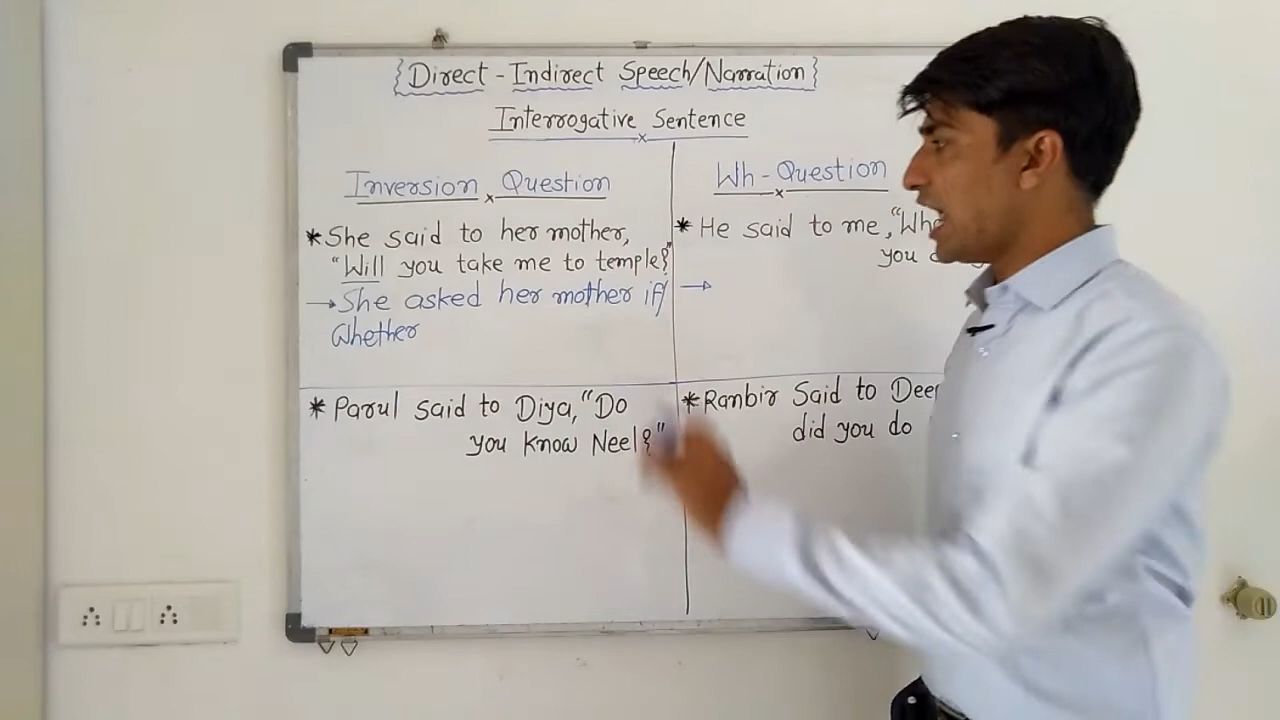 {Direct-Indirect Speech/Narration}
Interrogative Sentence
Inversion Question
*She said to her mother,
"Will you take me to temple?"
→She asked her mother if/
Whether
*Parul said to Diya, "Do
you know Neel?"
Wh-Question
*He said to me,
you
→
*Ranbir Said to
did you do